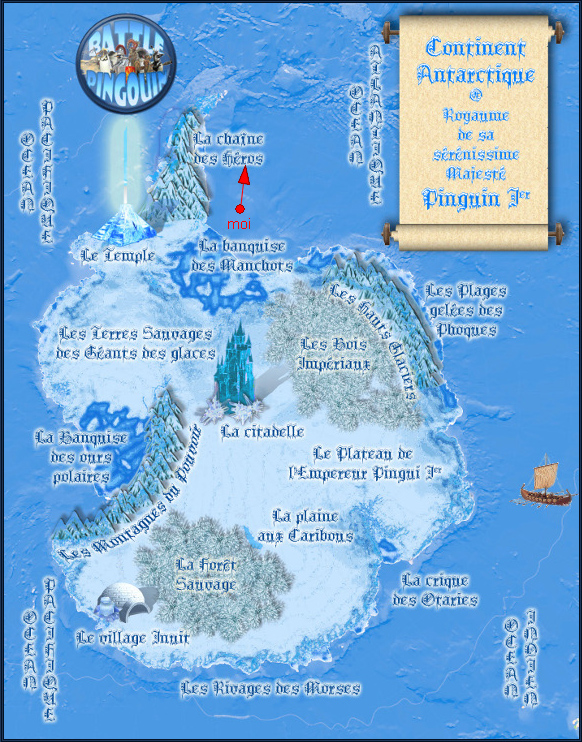 BATTLE
PINGOUIN
Continent
Antarctique
Royaume
de sa
sérénissime
Majesté
Pinguin Ier
OCEAN
PACIFIQUE
OCEAN
ATLANTIQUE
La chaîne
des héros
moi
Le Temple
La banquise
des Manchots
Les Hauts Glaciers
Les Plages
gelées des
Phoques
Les Terres Sauvages
des Géants des glaces
Les Bois
Impériaux
La citadelle
La Banquise
des ours
polaires
Les Montagnes du Pouvoir
Le Plateau de
l'Empereur Pingui Ier
La plaine
aux Caribous
La Forêt
Sauvage
La crique
des Otaries
Le village Inuit
OCEAN
PACIFIQUE
OCEAN
INDIEN
Les Rivages des Morses